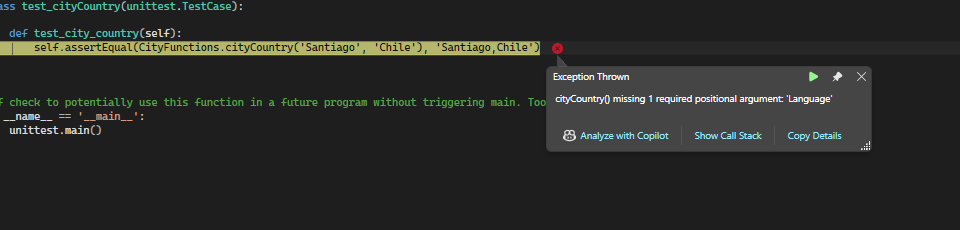 ass test_cityCountry(unittest.TestCase):
def test_city_country(self):
self.assertEqual(CityFunctions.cityCountry('Santiago', 'Chile'), 'Santiago,Chile')
Exception Thrown
cityCountry() missing 1 required positional argument: 'Language'
Analyze with Copilot Show Call Stack Copy Details
f check to potentially use this function in a future program without triggering main. Too
__name__ == '__main__':
unittest.main()